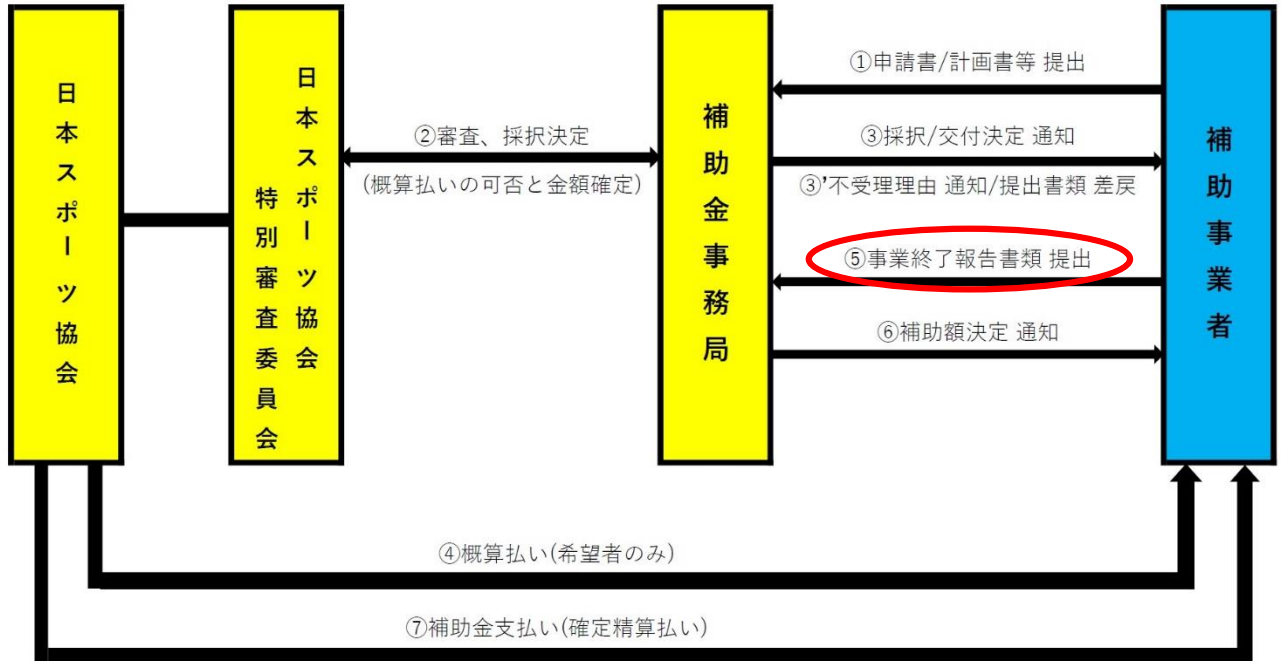 日本スポーツ協会
日本スポーツ協会
特別審査委員会
補助金事務局
補助事業者
①申請書/計画書等 提出
②審査、採択決定
(概算払いの可否と金額確定)
③採択/交付決定 通知
③'不受理理由 通知/提出書類 差戻
⑤事業終了報告書類 提出
⑥補助額決定 通知
④概算払い(希望者のみ)
⑦補助金支払い(確定精算払い)